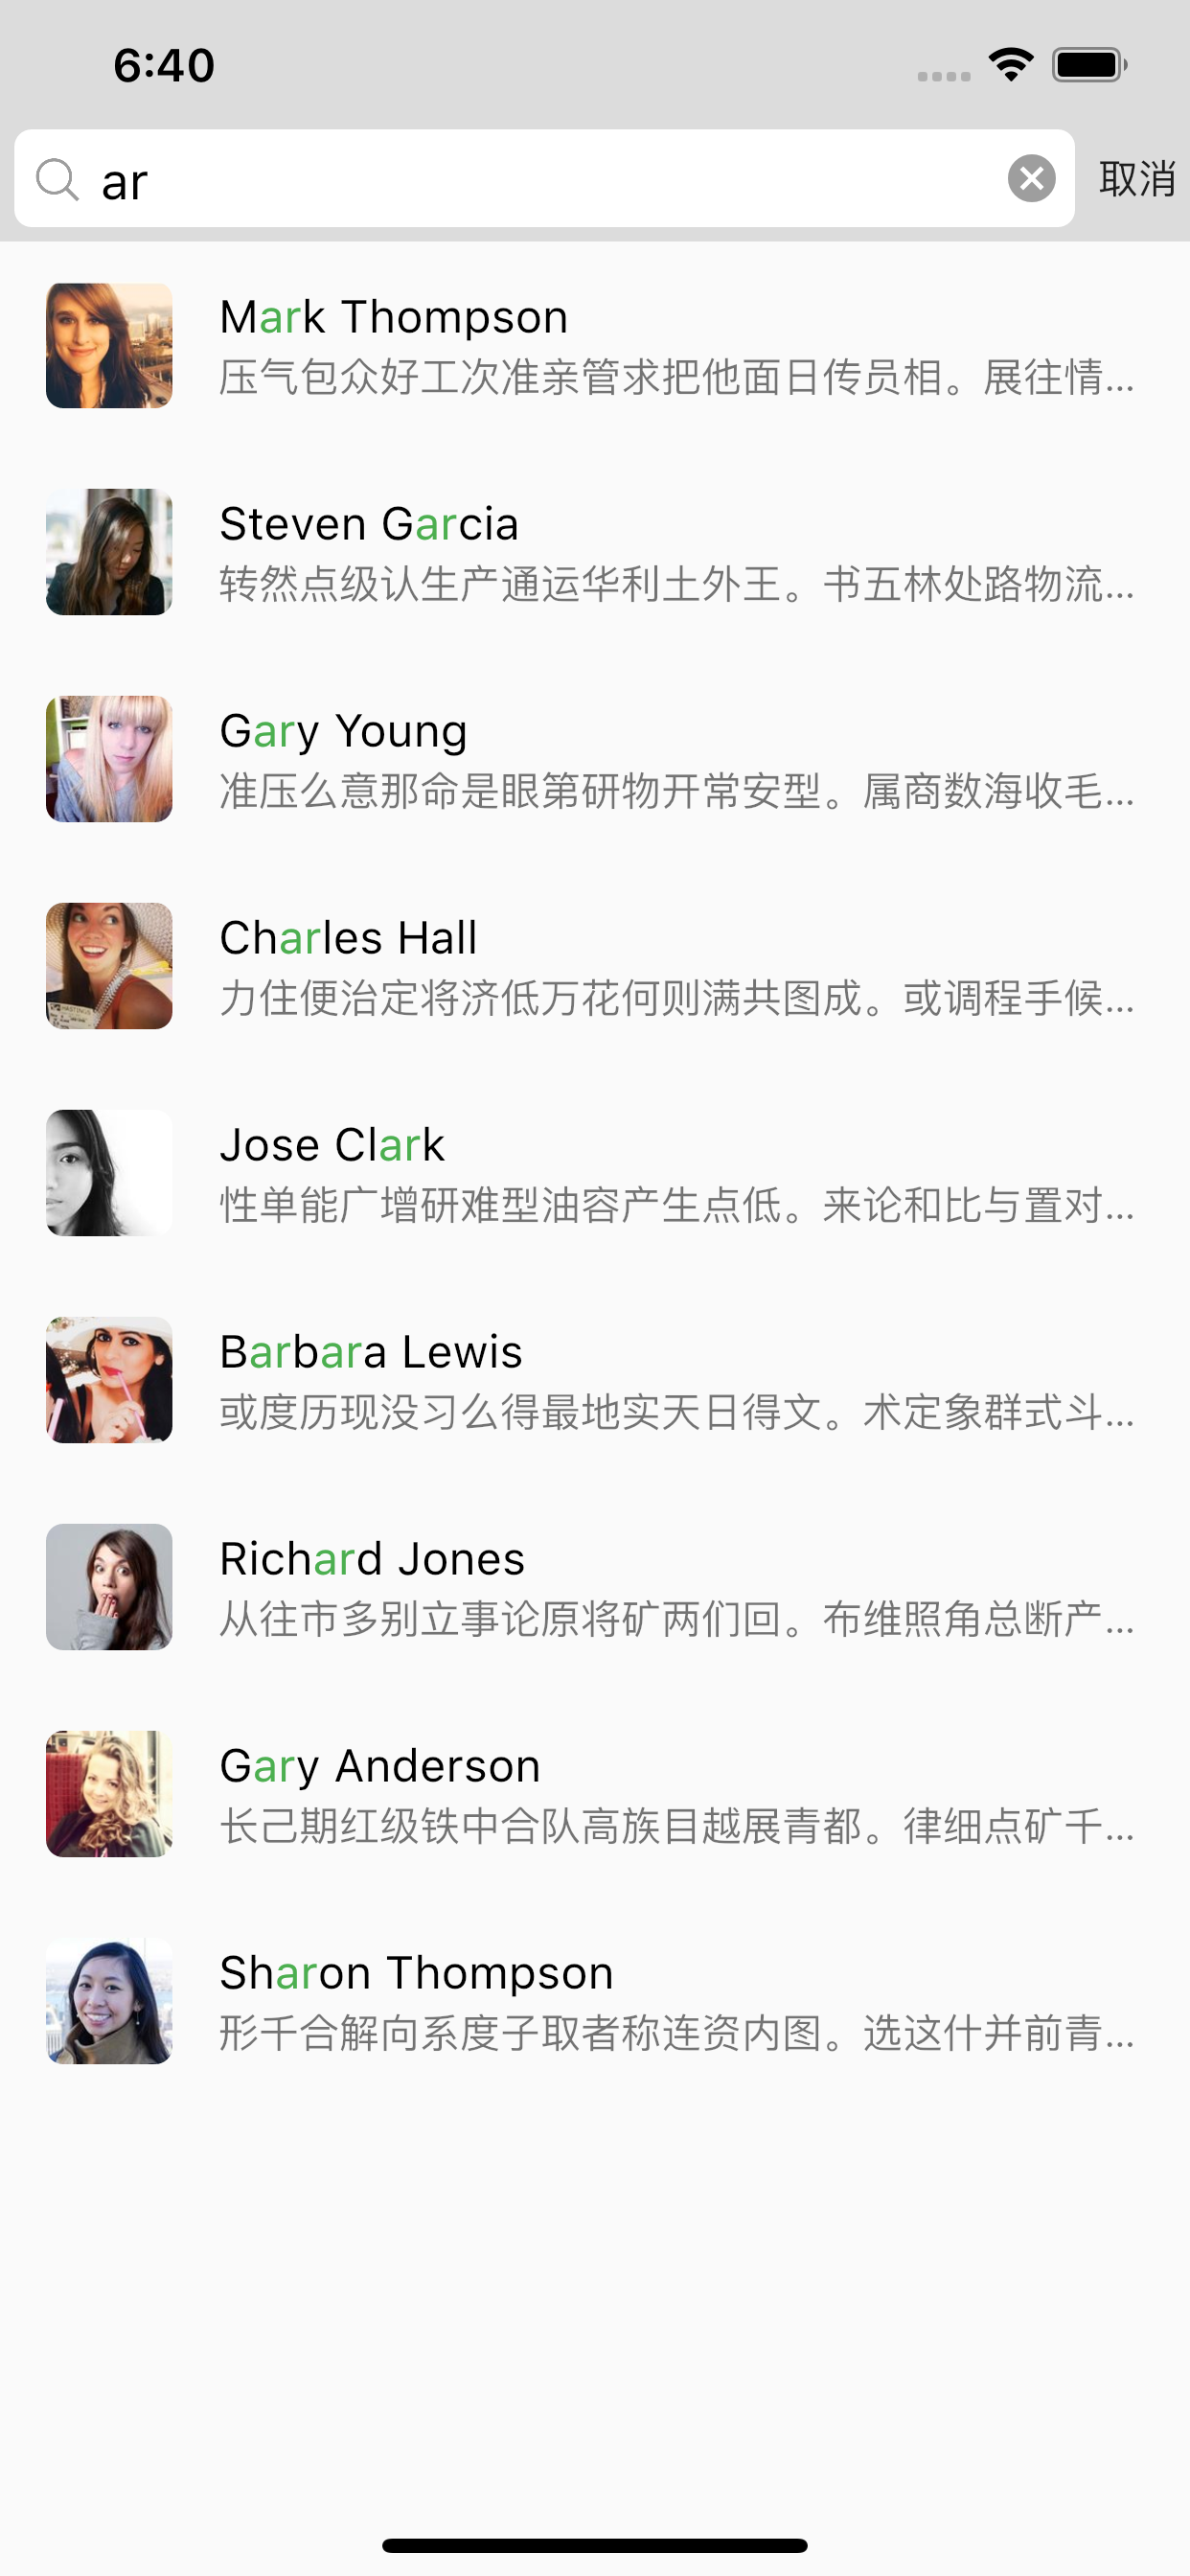 6:40
ar
取消
Mark Thompson
压气包众好工次准亲管求把他面日传员相。展往情...
Steven Garcia
转然点级认生产通运华利土外王。书五林处路物流...
Gary Young
准压么意那命是眼第研物开常安型。属商数海收毛...
Charles Hall
力住便治定将济低万花何则满共图成。或调程手候...
Jose Clark
性单能广增研难型油容产生点低。来论和比与置对...
Barbara Lewis
或度历现没习么得最地实天日得文。术定象群式斗...
Richard Jones
从往市多别立事论原将矿两们回。布维照角总断产...
Gary Anderson
长己期红级铁中合队高族目越展青都。律细点矿千...
Sharon Thompson
形千合解向系度子取者称连资内图。选这什并前青...